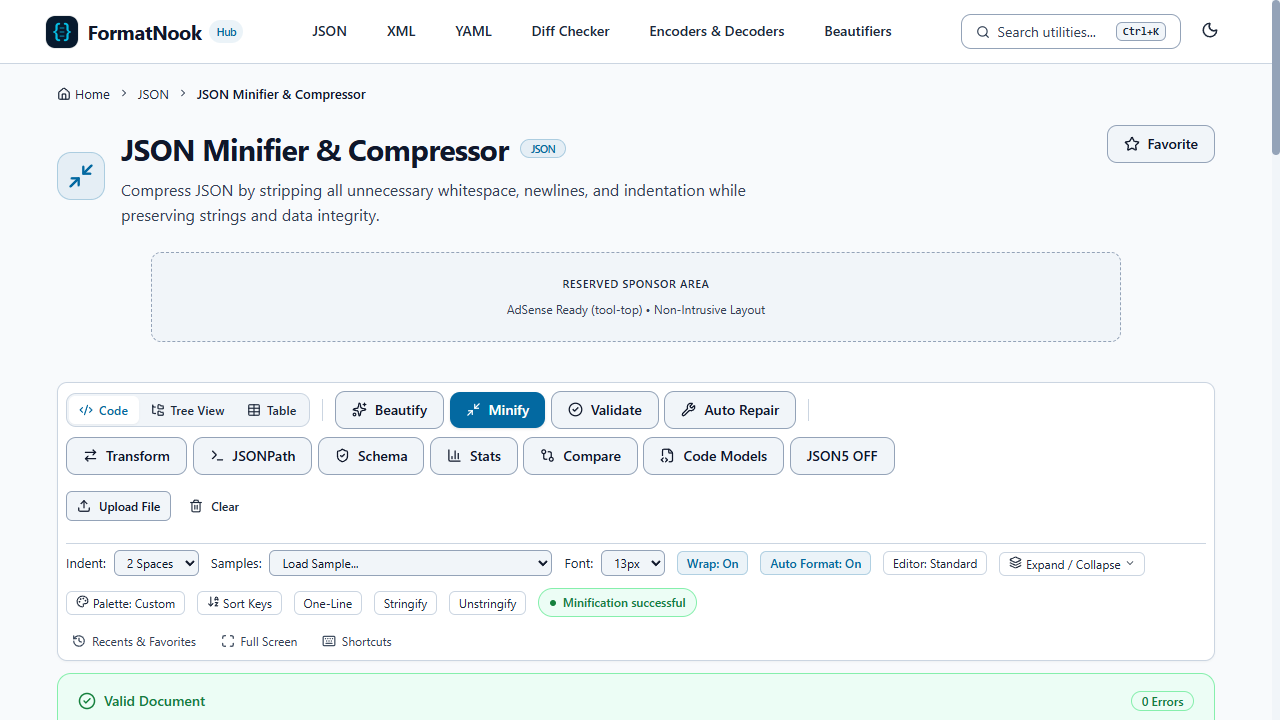 FormatNook Hub JSON XML YAML Diff Checker Encoders & Decoders Beautifiers Search utilities... Ctrl+K
Home > JSON > JSON Minifier & Compressor
JSON Minifier & Compressor JSON
Favorite
Compress JSON by stripping all unnecessary whitespace, newlines, and indentation while
preserving strings and data integrity.
RESERVED SPONSOR AREA
AdSense Ready (tool-top) • Non-Intrusive Layout
Code Tree View Table Beautify Minify Validate Auto Repair
Transform JSONPath Schema Stats Compare Code Models JSON5 OFF
Upload File Clear
Indent: 2 Spaces Samples: Load Sample... Font: 13px Wrap: On Auto Format: On Editor: Standard Expand / Collapse
Palette: Custom Sort Keys One-Line Stringify Unstringify Minification successful
Recents & Favorites Full Screen Shortcuts
Valid Document 0 Errors